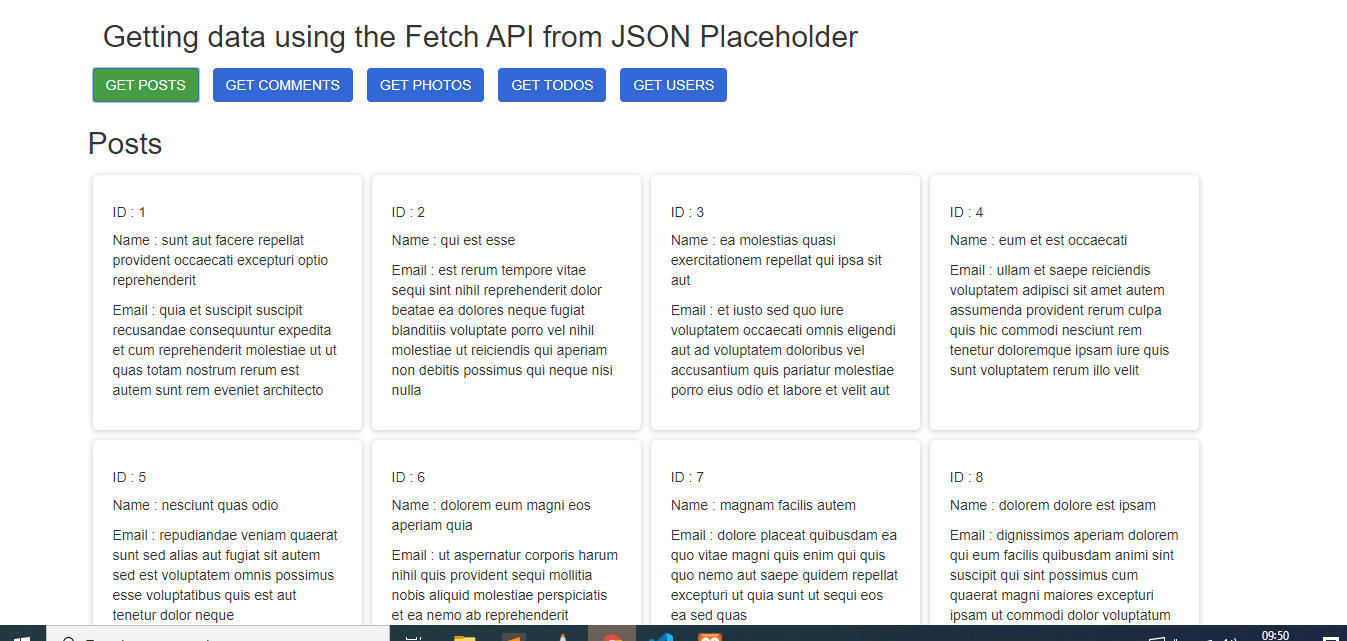 Getting data using the Fetch API from JSON Placeholder
GET POSTS GET COMMENTS GET PHOTOS GET TODOS GET USERS
Posts
ID : 1
Name : sunt aut facere repellat
provident occaecati excepturi optio
reprehenderit
Email : quia et suscipit suscipit
recusandae consequuntur expedita
et cum reprehenderit molestiae ut ut
quas totam nostrum rerum est
autem sunt rem eveniet architecto
ID : 2
Name : qui est esse
Email : est rerum tempore vitae
sequi sint nihil reprehenderit dolor
beatae ea dolores neque fugiat
blanditiis voluptate porro vel nihil
molestiae ut reiciendis qui aperiam
non debitis possimus qui neque nisi
nulla
ID : 3
Name : ea molestias quasi
exercitationem repellat qui ipsa sit
aut
Email : et iusto sed quo iure
voluptatem occaecati omnis eligendi
aut ad voluptatem doloribus vel
accusantium quis pariatur molestiae
porro eius odio et labore et velit aut
ID : 4
Name : eum et est occaecati
Email : ullam et saepe reiciendis
voluptatem adipisci sit amet autem
assumenda provident rerum culpa
quis hic commodi nesciunt rem
tenetur doloremque ipsam iure quis
sunt voluptatem rerum illo velit
ID : 5
Name : nesciunt quas odio
Email : repudiandae veniam quaerat
sunt sed alias aut fugiat sit autem
sed est voluptatem omnis possimus
esse voluptatibus quis est aut
tenetur dolor neque
ID : 6
Name : dolorem eum magni eos
aperiam quia
Email : ut aspernatur corporis harum
nihil quis provident sequi mollitia
nobis aliquid molestiae perspiciatis
et ea nemo ab reprehenderit
ID : 7
Name : magnam facilis autem
Email : dolore placeat quibusdam ea
quo vitae magni quis enim qui quis
quo nemo aut saepe quidem repellat
excepturi ut quia sunt ut sequi eos
ea sed quas
ID : 8
Name : dolorem dolore est ipsam
Email : dignissimos aperiam dolorem
qui eum facilis quibusdam animi sint
suscipit qui sint possimus cum
quaerat magni maiores excepturi
ipsam ut commodi dolor voluptatum
09:50